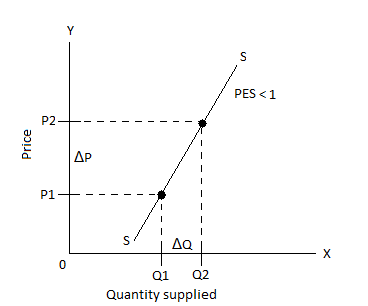 Y
S
PES < 1
P2
Price
ΔP
P1
S
ΔQ
X
0
Q1 Q2
Quantity supplied